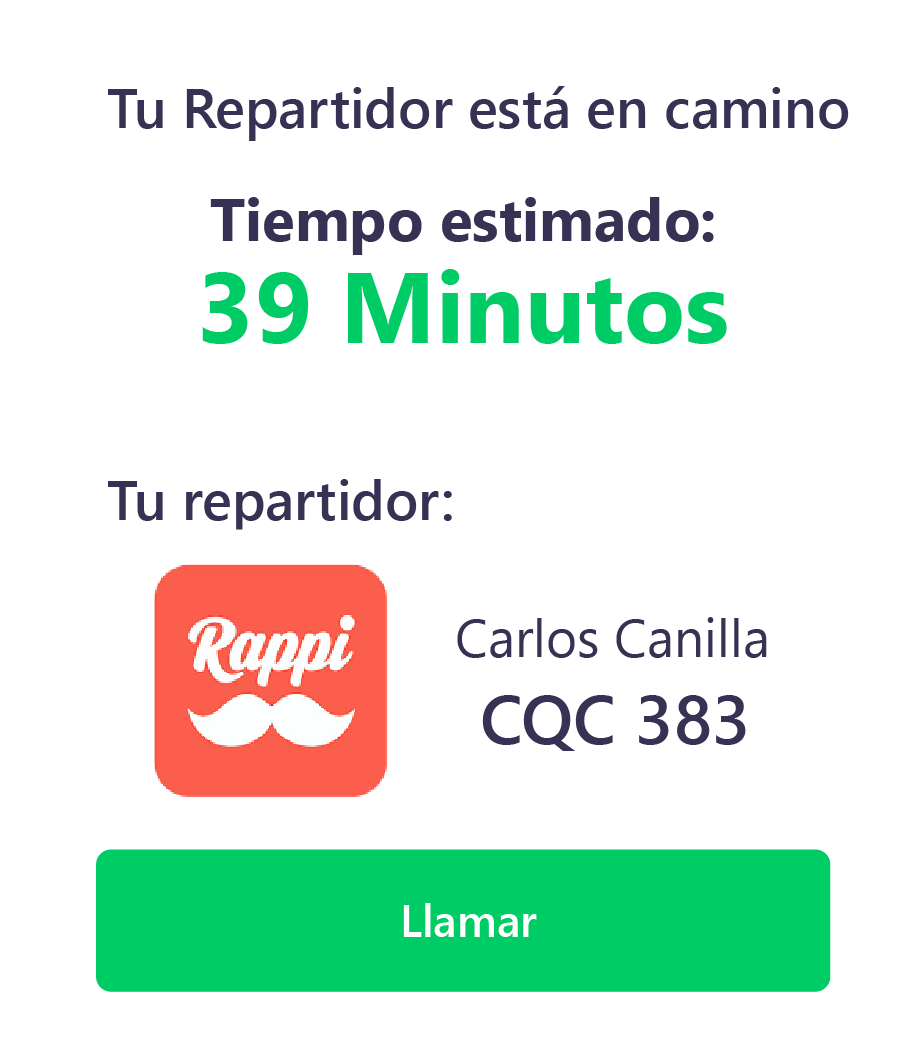 Tu Repartidor está en camino
Tiempo estimado:
39 Minutos
Tu repartidor:
Rappi
Carlos Canilla
CQC 383
Llamar